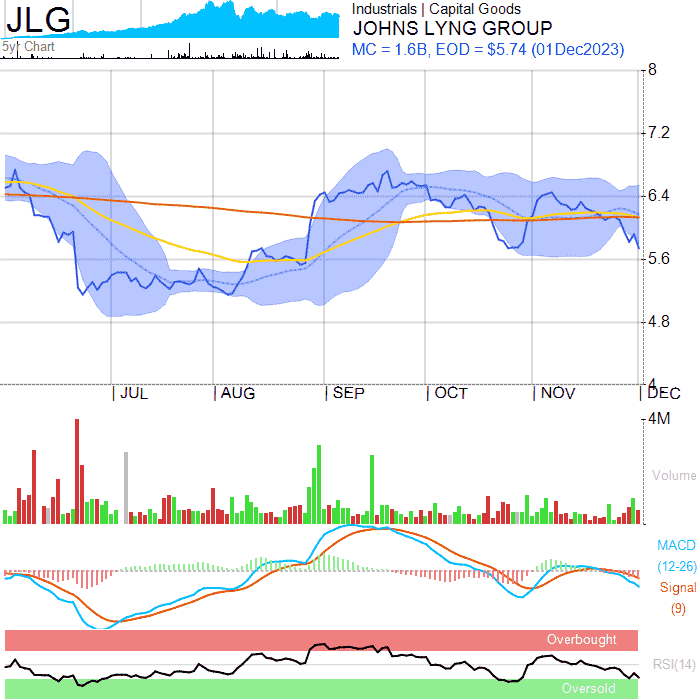 JLG
Industrials | Capital Goods
JOHNS LYNG GROUP
MC = 1.6B, EOD = $5.74 (01Dec2023)
5yr Chart
8
7.2
6.4
5.6
4.8
4
JUL AUG SEP OCT NOV DEC
4M
Volume
MACD
(12-26)
Signal
(9)
Overbought
RSI(14)
Oversold